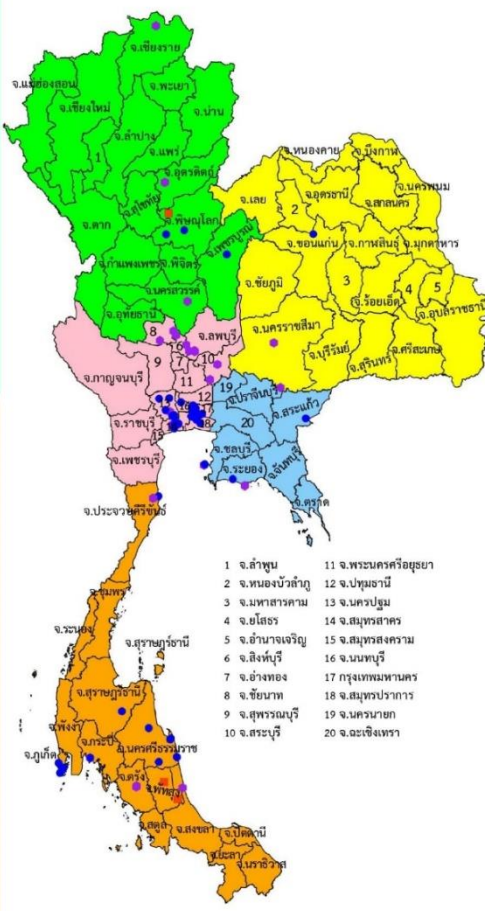 จ.เชียงราย
จ.แม่ฮ่องสอน
จ.พะเยา
จ.เชียงใหม่
จ.น่าน
จ.ลำปาง
1
จ.แพร่
จ.อุตรดิตถ์
จ.สุโขทัย
จ.ตาก
จ.พิษณุโลก
จ.เพชรบูรณ์
จ.กำแพงเพชร
จ.พิจิตร
จ.นครสวรรค์
จ.อุทัยธานี
จ.หนองคาย
จ.บึงกาฬ
จ.เลย
2
จ.อุดรธานี
จ.นครพนม
จ.สกลนคร
จ.ขอนแก่น
จ.กาฬสินธุ์
จ.มุกดาหาร
จ.ชัยภูมิ
3
จ.ร้อยเอ็ด
4
5
จ.อุบลราชธานี
จ.นครราชสีมา
จ.บุรีรัมย์
จ.สุรินทร์
จ.ศรีสะเกษ
8
6
จ.ลพบุรี
9
7
10
จ.กาญจนบุรี
11
19
จ.ปราจีนบุรี
12
จ.สระแก้ว
จ.ราชบุรี
15
18
20
จ.ชลบุรี
จ.เพชรบุรี
จ.ระยอง
จ.จันทบุรี
จ.ตราด
จ.ประจวบคีรีขันธ์
จ.ชุมพร
จ.ระนอง
จ.สุราษฎร์ธานี
จ.สุราษฎร์ธานี
จ.พังงา
จ.กระบี่
จ.นครศรีธรรมราช
จ.ภูเก็ต
จ.ตรัง
จ.พัทลุง
จ.สตูล
จ.สงขลา
จ.ปัตตานี
จ.ยะลา
จ.นราธิวาส
1 จ.ลำพูน
2 จ.หนองบัวลำภู
3 จ.มหาสารคาม
4 จ.ยโสธร
5 จ.อำนาจเจริญ
6 จ.สิงห์บุรี
7 จ.อ่างทอง
8 จ.ชัยนาท
9 จ.สุพรรณบุรี
10 จ.สระบุรี
11 จ.พระนครศรีอยุธยา
12 จ.ปทุมธานี
13 จ.นครปฐม
14 จ.สมุทรสาคร
15 จ.สมุทรสงคราม
16 จ.นนทบุรี
17 กรุงเทพมหานคร
18 จ.สมุทรปราการ
19 จ.นครนายก
20 จ.ฉะเชิงเทรา